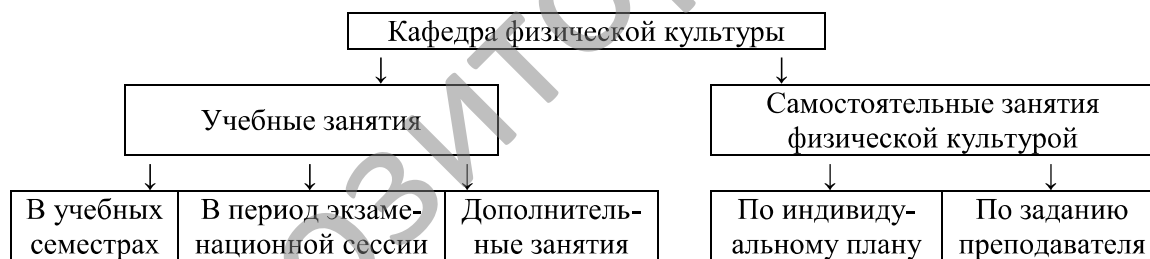 Кафедра физической культуры
Учебные занятия
Самостоятельные занятия
физической культурой
В учебных
семестрах
В период экзаме-
национной сессии
Дополнитель-
ные занятия
По индивиду-
альному плану
По заданию
преподавателя
ОЗИТО